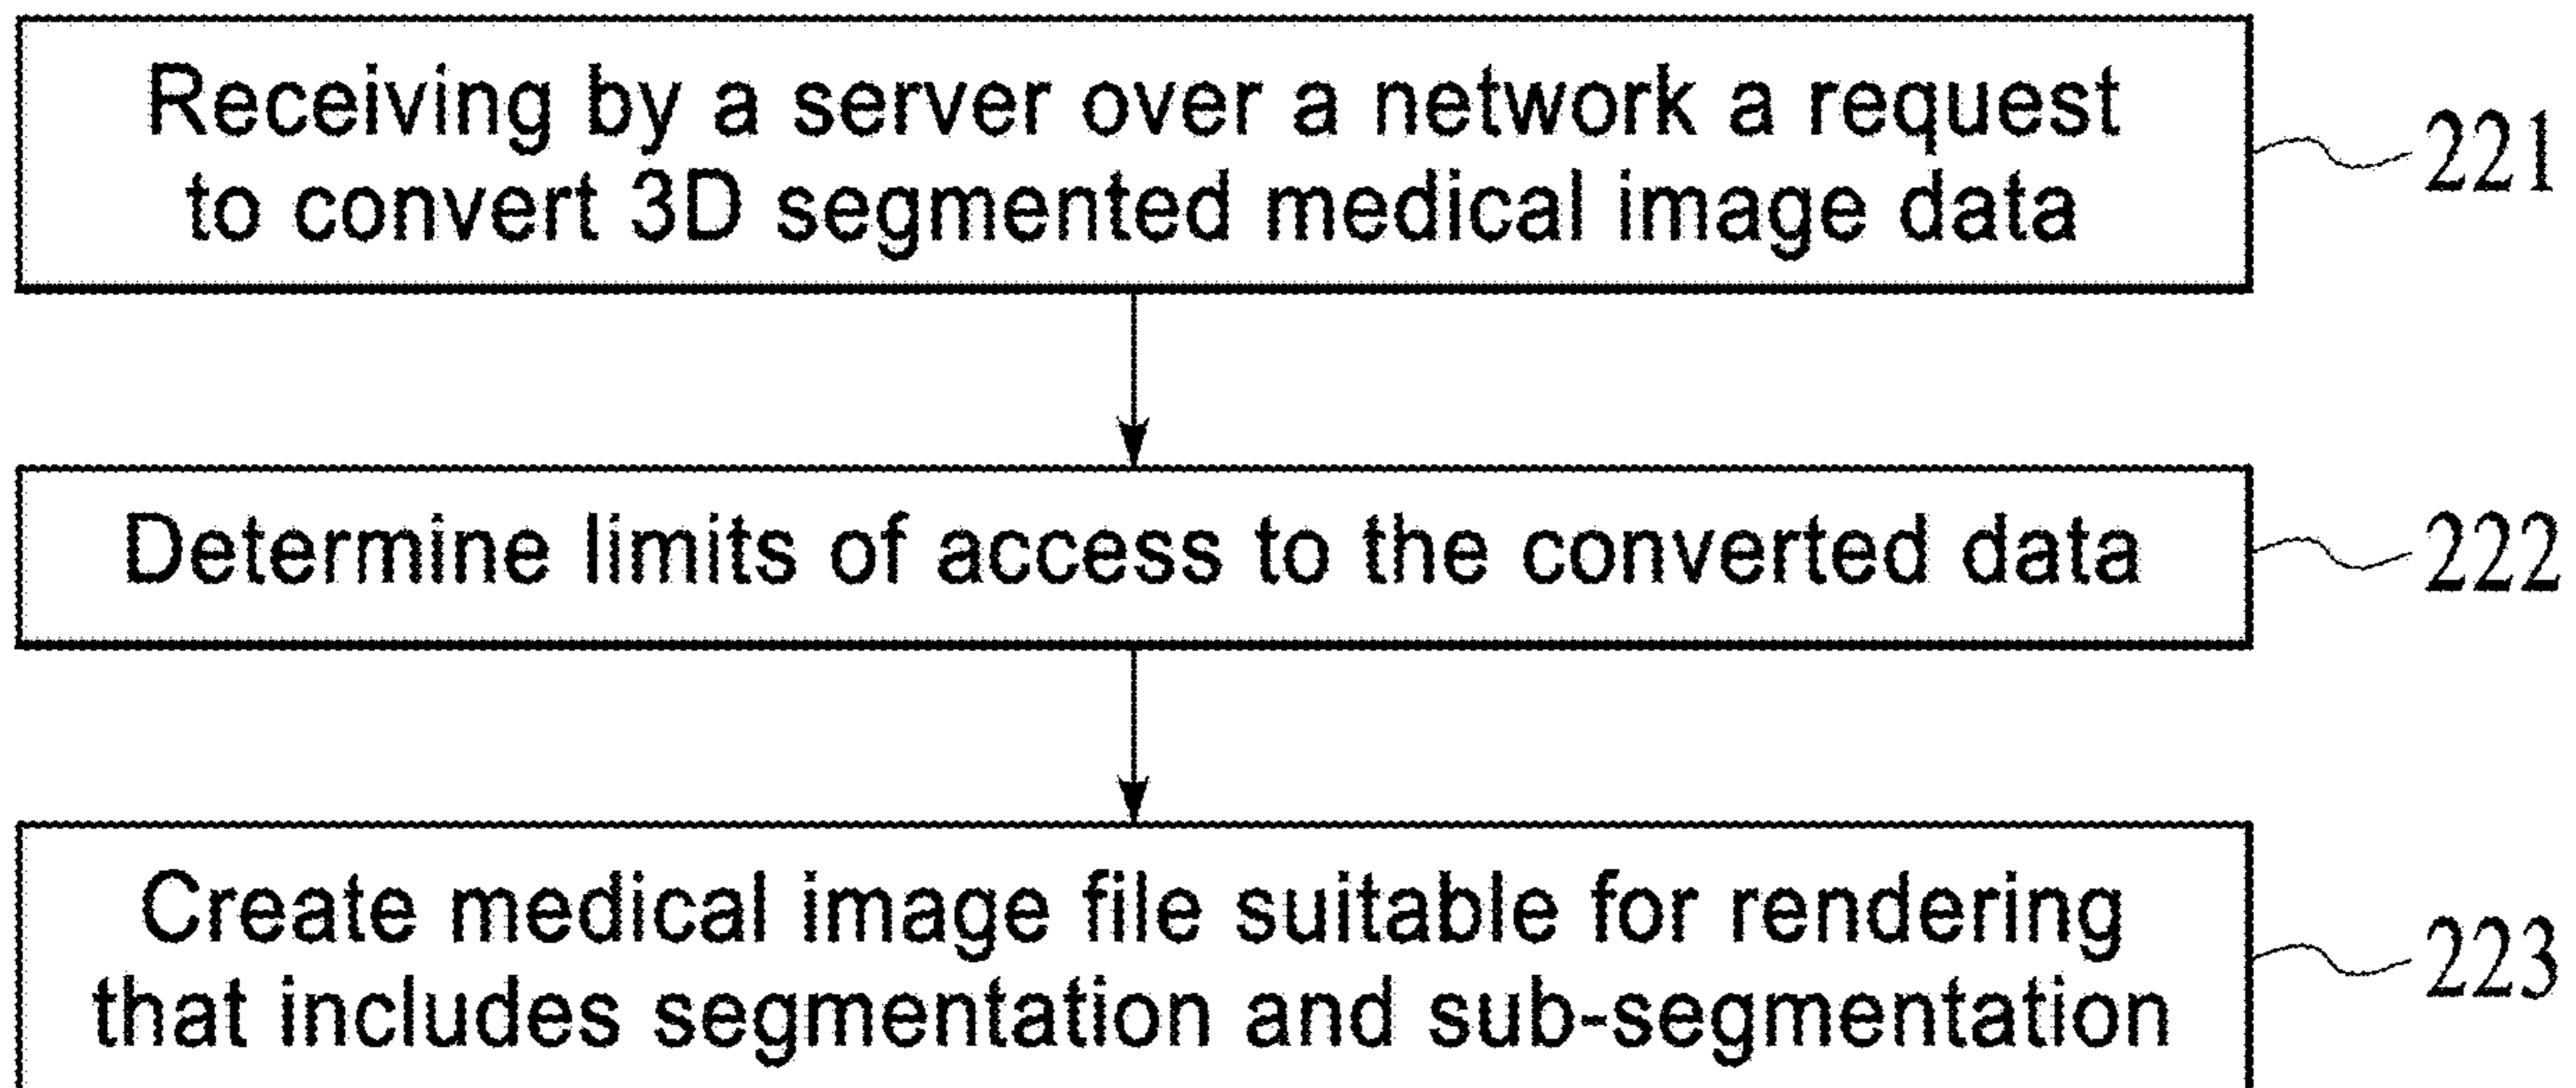 Receiving by a server over a network a request
to convert 3D segmented medical image data
221
Determine limits of access to the converted data
222
Create medical image file suitable for rendering
that includes segmentation and sub-segmentation
223